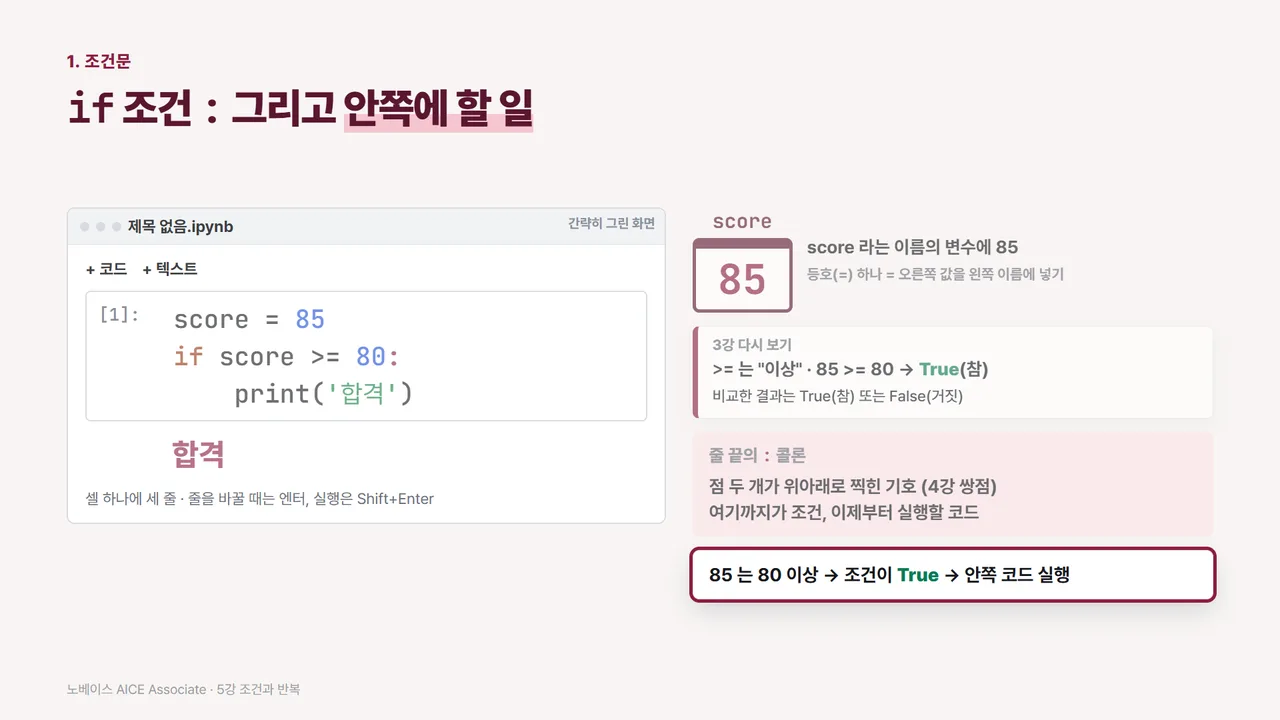 1. 조건문
if 조건 : 그리고 안쪽에 할 일
제목 없음.ipynb
간략히 그린 화면
+ 코드 + 텍스트
[1]: score = 85
if score >= 80:
print('합격')
합격
셀 하나에 세 줄 · 줄을 바꿀 때는 엔터, 실행은 Shift+Enter
score
85
score 라는 이름의 변수에 85
등호(=) 하나 = 오른쪽 값을 왼쪽 이름에 넣기
3강 다시 보기
>= 는 "이상" · 85 >= 80 → True(참)
비교한 결과는 True(참) 또는 False(거짓)
줄 끝의 : 콜론
점 두 개가 위아래로 찍힌 기호 (4강 쌍점)
여기까지가 조건, 이제부터 실행할 코드
85 는 80 이상 → 조건이 True → 안쪽 코드 실행
노베이스 AICE Associate · 5강 조건과 반복